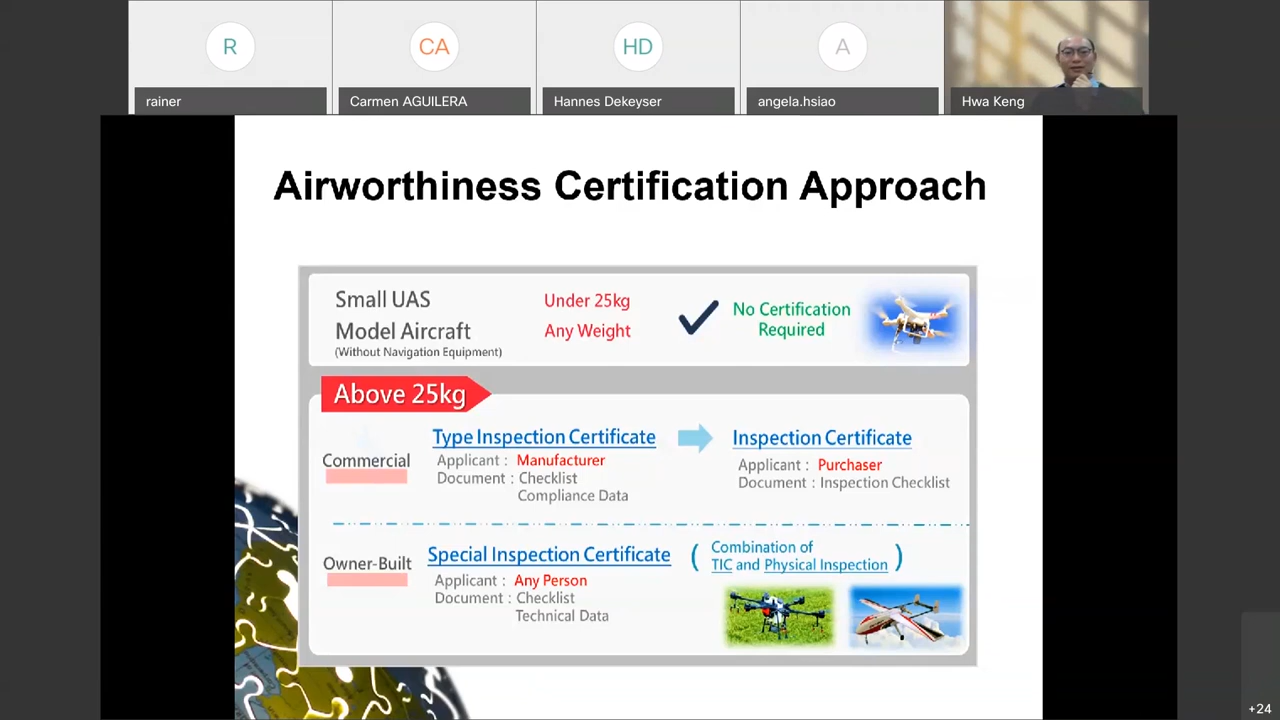 R
CA
HD
A
rainer
Carmen AGUILERA
Hannes Dekeyser
angela.hsiao
Hwa Keng
Airworthiness Certification Approach
Small UAS
Under 25kg
Model Aircraft
Any Weight
(Without Navigation Equipment)
No Certification
Required
Above 25kg
Commercial
Type Inspection Certificate
Applicant : Manufacturer
Document : Checklist
Compliance Data
Inspection Certificate
Applicant : Purchaser
Document : Inspection Checklist
Owner-Built
Special Inspection Certificate
Applicant : Any Person
Document : Checklist
Technical Data
( Combination of
TIC and Physical Inspection )
+24